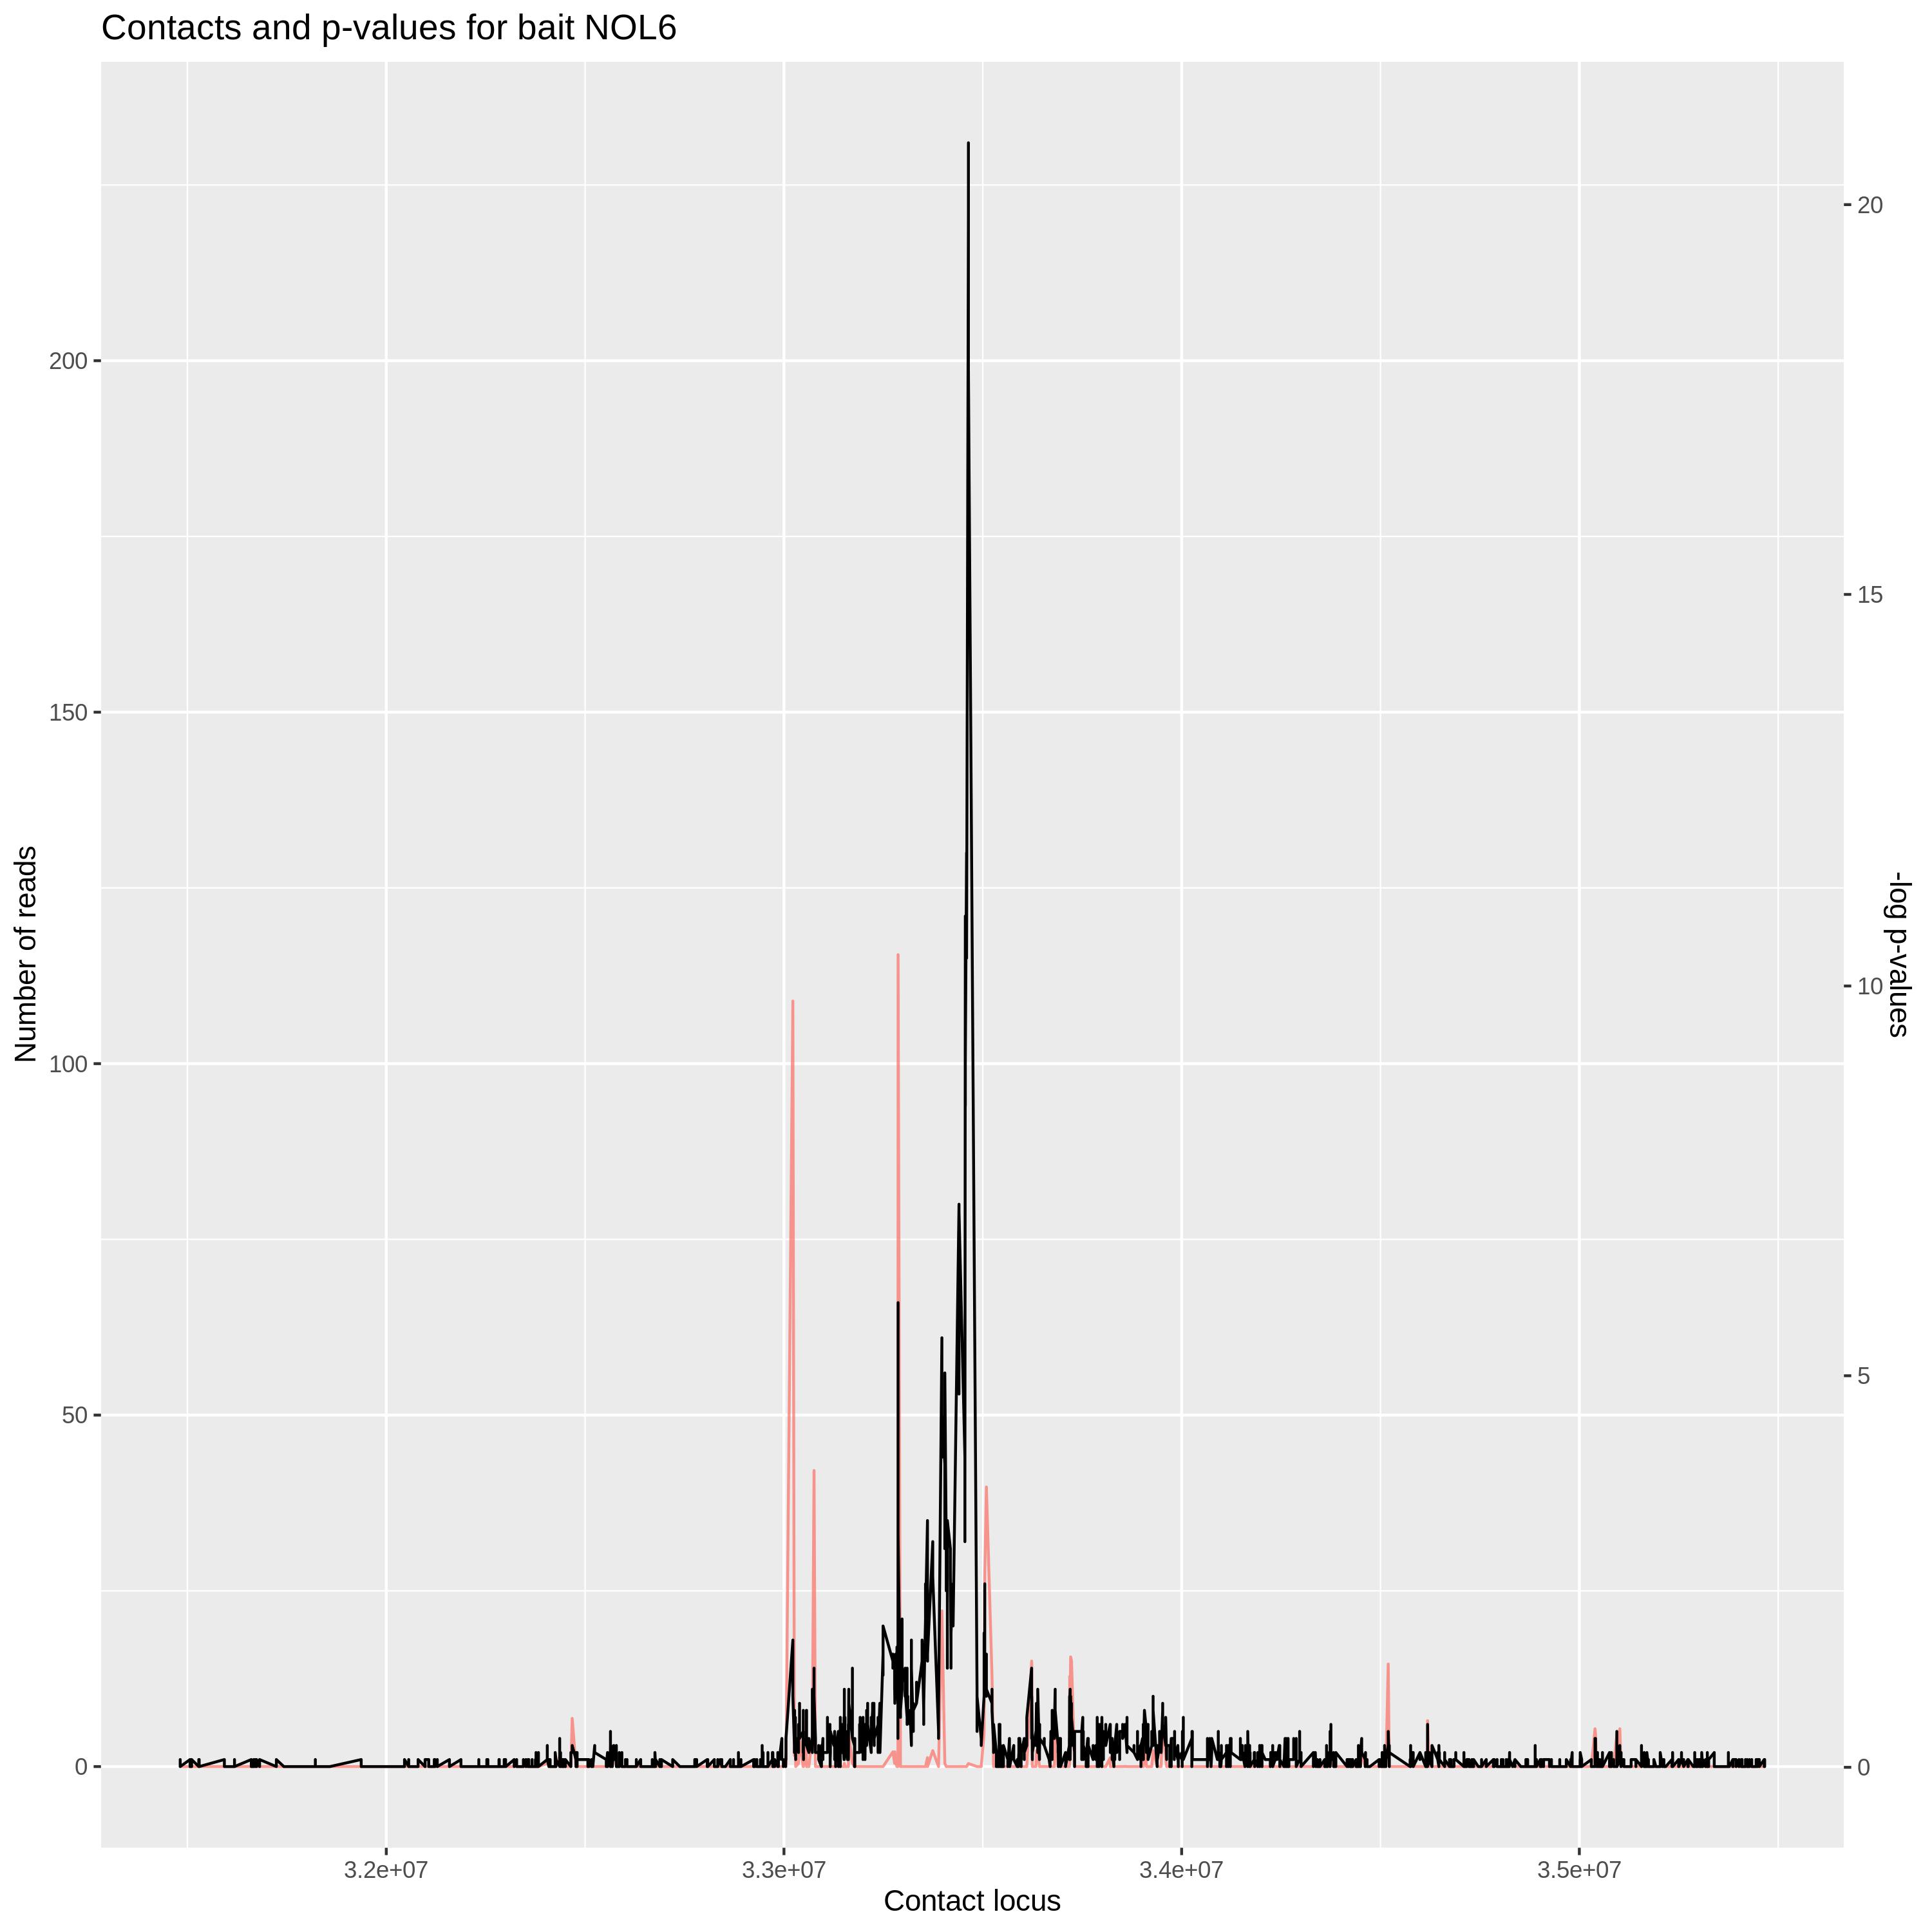 Contacts and p-values for bait NOL6
Number of reads
200
150
100
50
0
20
15
10
5
0
-log p-values
3.2e+07
3.3e+07
3.4e+07
3.5e+07
Contact locus